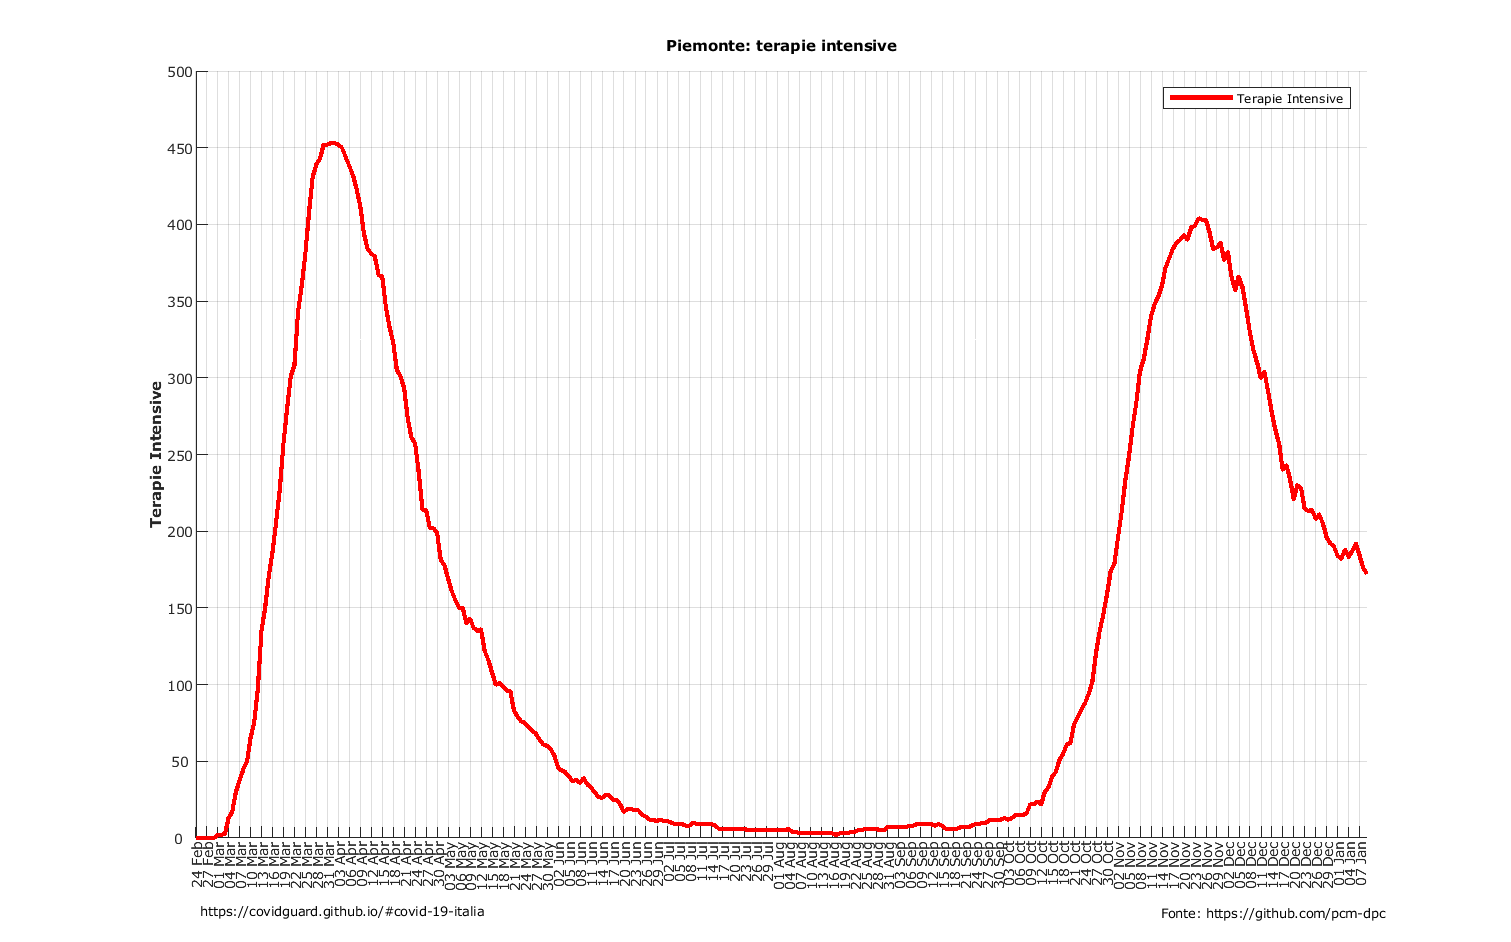 Piemonte: terapie intensive
Terapie Intensive
Terapie Intensive
500
450
400
350
300
250
200
150
100
50
0
24 Feb
27 Feb
01 Mar
04 Mar
07 Mar
10 Mar
13 Mar
16 Mar
19 Mar
22 Mar
25 Mar
28 Mar
31 Mar
03 Apr
06 Apr
09 Apr
12 Apr
15 Apr
18 Apr
21 Apr
24 Apr
27 Apr
30 Apr
03 May
06 May
09 May
12 May
15 May
18 May
21 May
24 May
27 May
30 May
02 Jun
05 Jun
08 Jun
11 Jun
14 Jun
17 Jun
20 Jun
23 Jun
26 Jun
29 Jun
02 Jul
05 Jul
08 Jul
11 Jul
14 Jul
17 Jul
20 Jul
23 Jul
26 Jul
29 Jul
01 Aug
04 Aug
07 Aug
10 Aug
13 Aug
16 Aug
19 Aug
22 Aug
25 Aug
28 Aug
31 Aug
03 Sep
06 Sep
09 Sep
12 Sep
15 Sep
18 Sep
21 Sep
24 Sep
27 Sep
30 Sep
03 Oct
06 Oct
09 Oct
12 Oct
15 Oct
18 Oct
21 Oct
24 Oct
27 Oct
30 Oct
02 Nov
05 Nov
08 Nov
11 Nov
14 Nov
17 Nov
20 Nov
23 Nov
26 Nov
29 Nov
02 Dec
05 Dec
08 Dec
11 Dec
14 Dec
17 Dec
20 Dec
23 Dec
26 Dec
29 Dec
01 Jan
04 Jan
07 Jan
https://covidguard.github.io/#covid-19-italia
Fonte: https://github.com/pcm-dpc